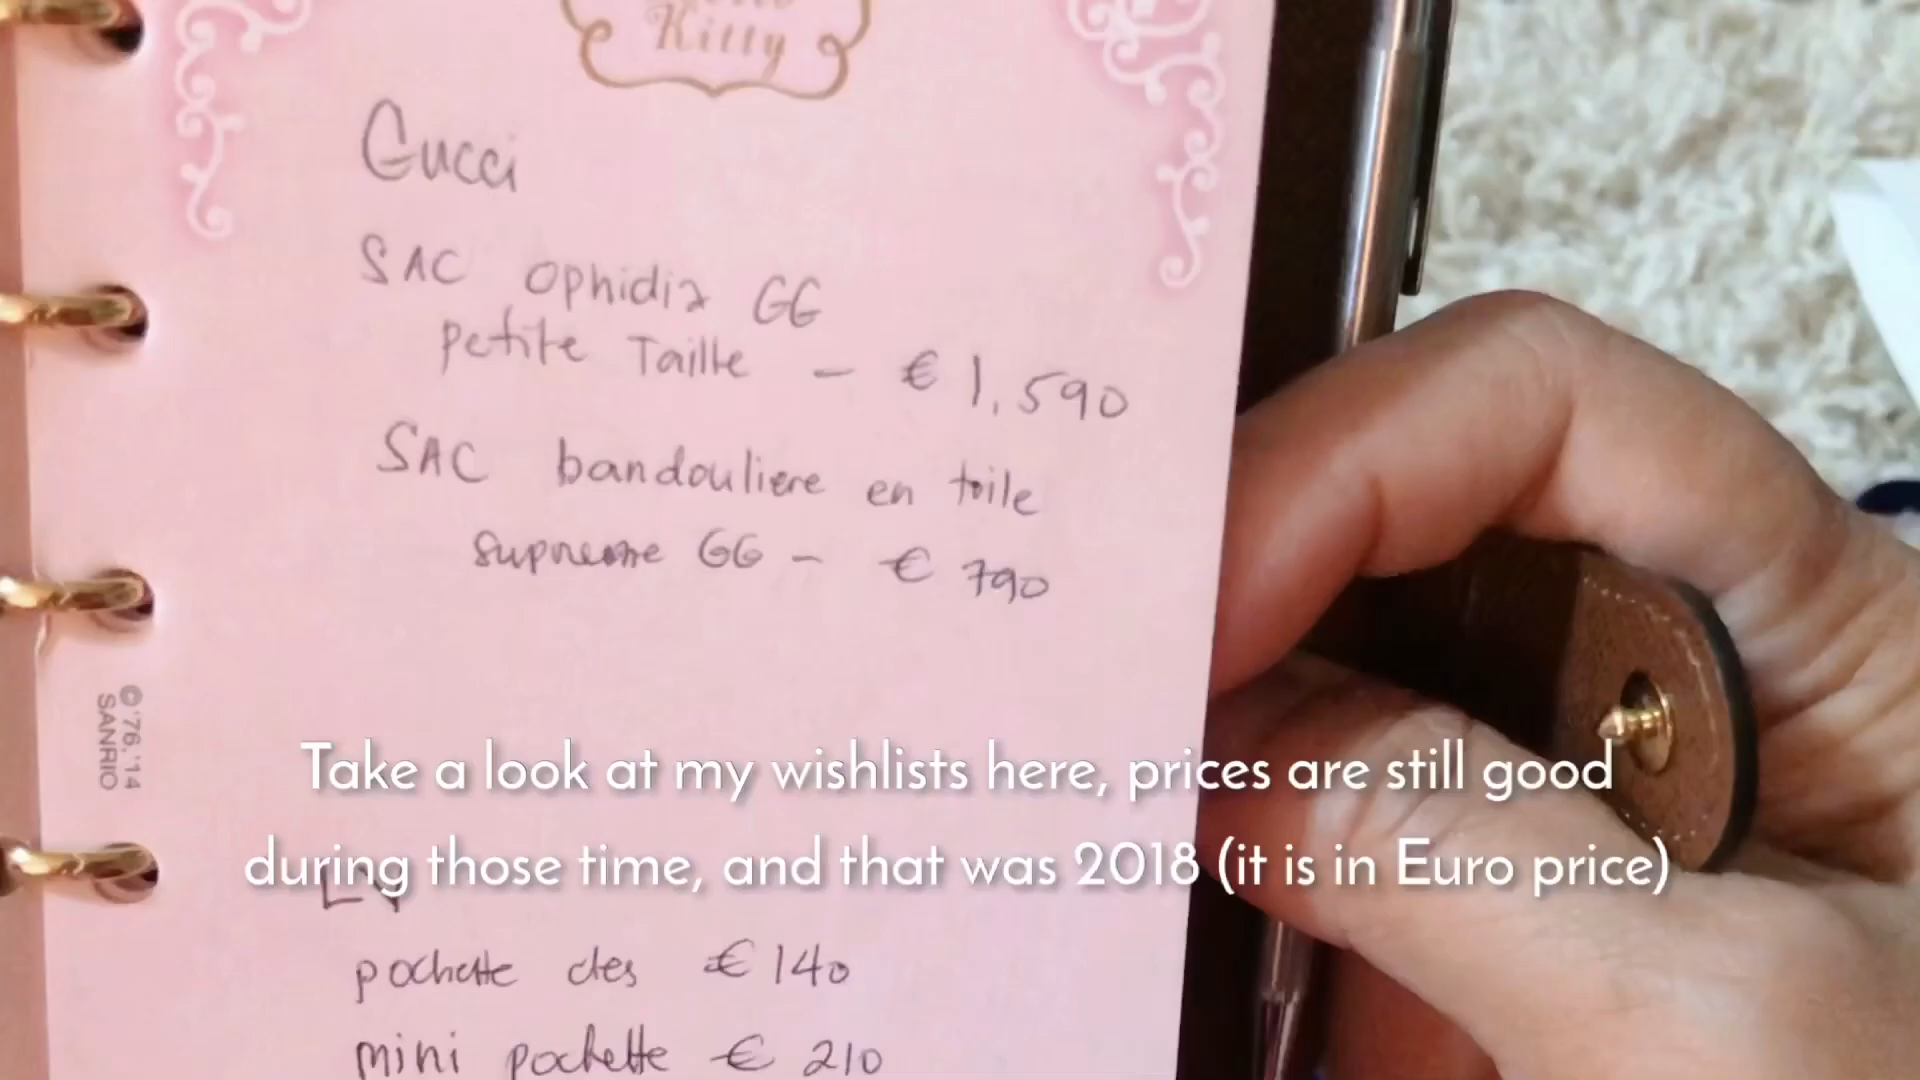 Kitty
Gucci
SAC Ophidia GG
petite Taille – € 1,590
SAC bandouliere en toile
supreme GG – € 790
©'76,'14
SANRIO
Take a look at my wishlists here, prices are still good
during those time, and that was 2018 (it is in Euro price)
LV
pochette cles € 140
mini pochette € 210